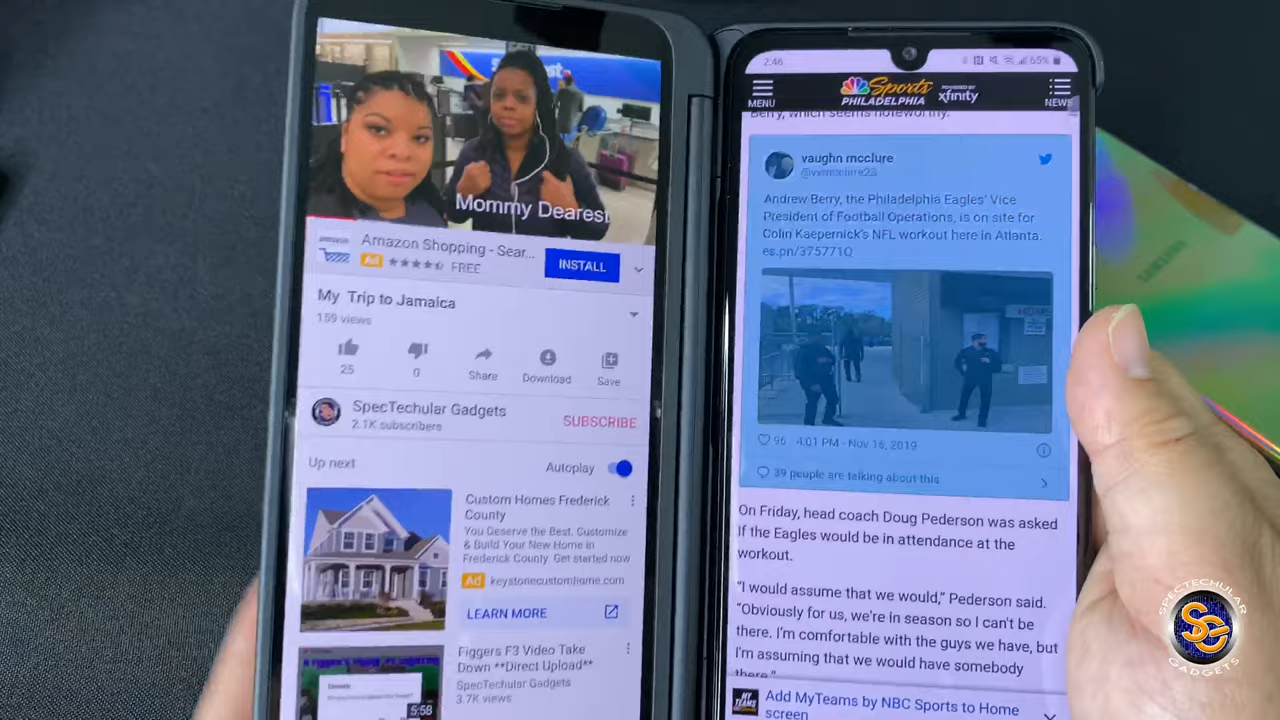 Mommy Dearest
Amazon Shopping - Sear...
Ad FREE
INSTALL
My Trip to Jamaica
159 views
25
0
Share
Download
Save
SpecTechular Gadgets
2.1K subscribers
SUBSCRIBE
Up next
Autoplay
Custom Homes Frederick
County
You Deserve the Best. Customize
& Build Your New Home in
Frederick County. Get started now
Ad keystonecustomhome.com
LEARN MORE
Figgers F3 Video Take
Down **Direct Upload**
SpecTechular Gadgets
3.7K views
5:58
2:46
65%
MENU
Sports
PHILADELPHIA
POWERED BY
xfinity
NEWS
Berry, which seems noteworthy.
vaughn mcclure
@vxmcclure23
Andrew Berry, the Philadelphia Eagles' Vice
President of Football Operations, is on site for
Colin Kaepernick's NFL workout here in Atlanta.
es.pn/375771Q
HOME
96 4:01 PM - Nov 16, 2019
39 people are talking about this
On Friday, head coach Doug Pederson was asked
if the Eagles would be in attendance at the
workout.
"I would assume that we would," Pederson said.
"Obviously for us, we're in season so I can't be
there. I'm comfortable with the guys we have, but
I'm assuming that we would have somebody
there."
MY
TEAMS
Add MyTeams by NBC Sports to Home
screen
SAMSUNG
SPECTECHULAR
SG
GADGETS